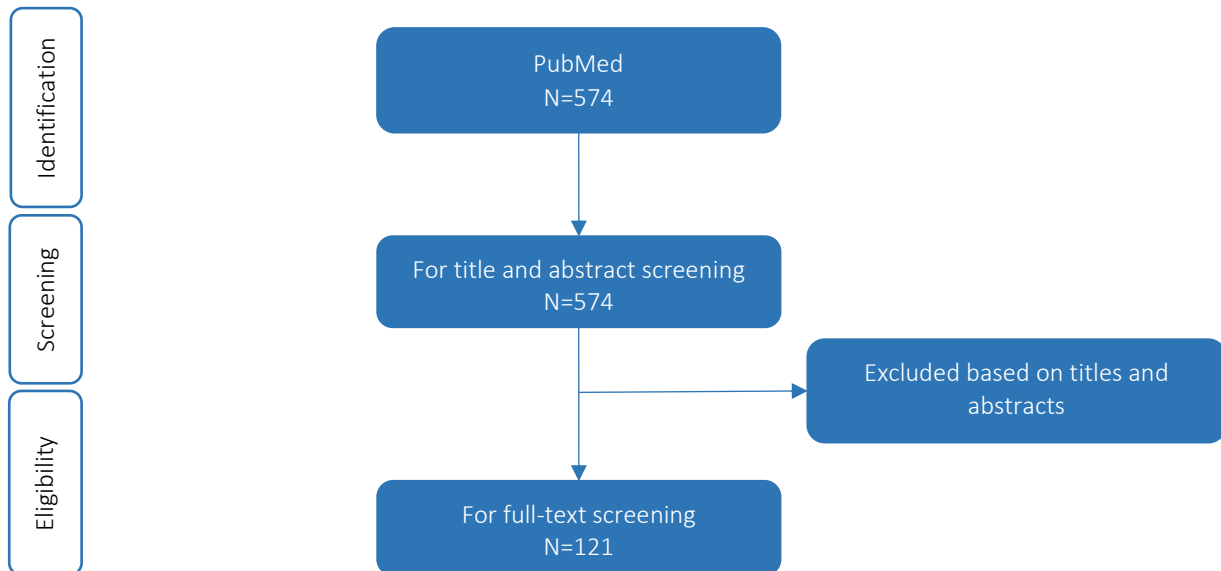 Identification
PubMed
N=574
Screening
For title and abstract screening
N=574
Excluded based on titles and
abstracts
Eligibility
For full-text screening
N=121